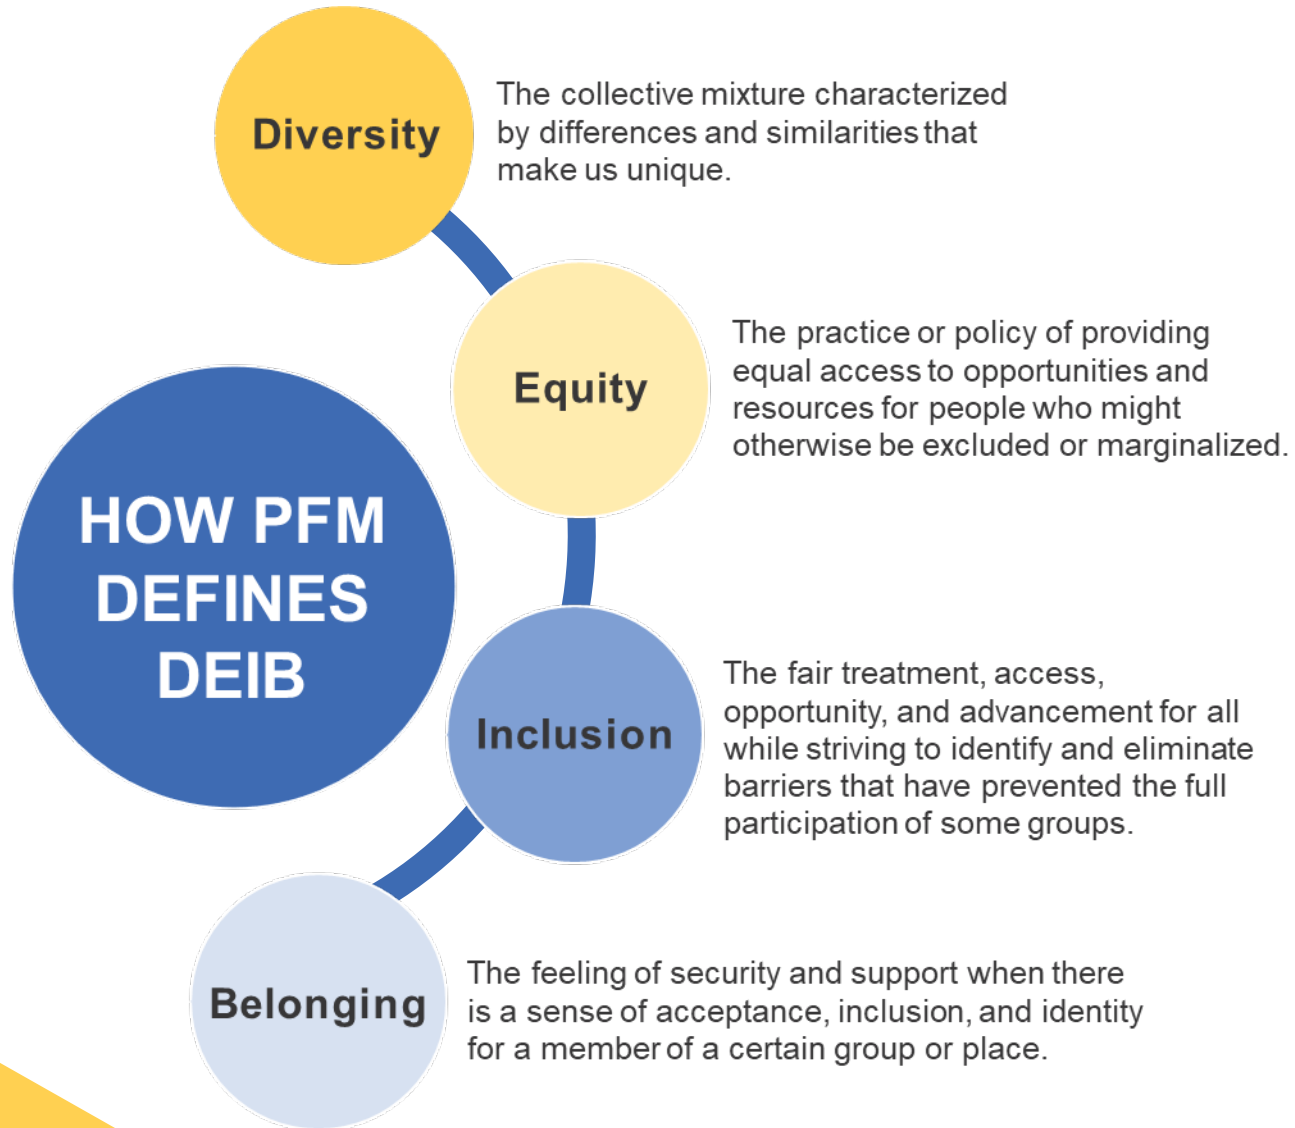 Diversity
The collective mixture characterized
by differences and similarities that
make us unique.
Equity
The practice or policy of providing
equal access to opportunities and
resources for people who might
otherwise be excluded or marginalized.
HOW PFM
DEFINES
DEIB
Inclusion
The fair treatment, access,
opportunity, and advancement for all
while striving to identify and eliminate
barriers that have prevented the full
participation of some groups.
Belonging
The feeling of security and support when there
is a sense of acceptance, inclusion, and identity
for a member of a certain group or place.